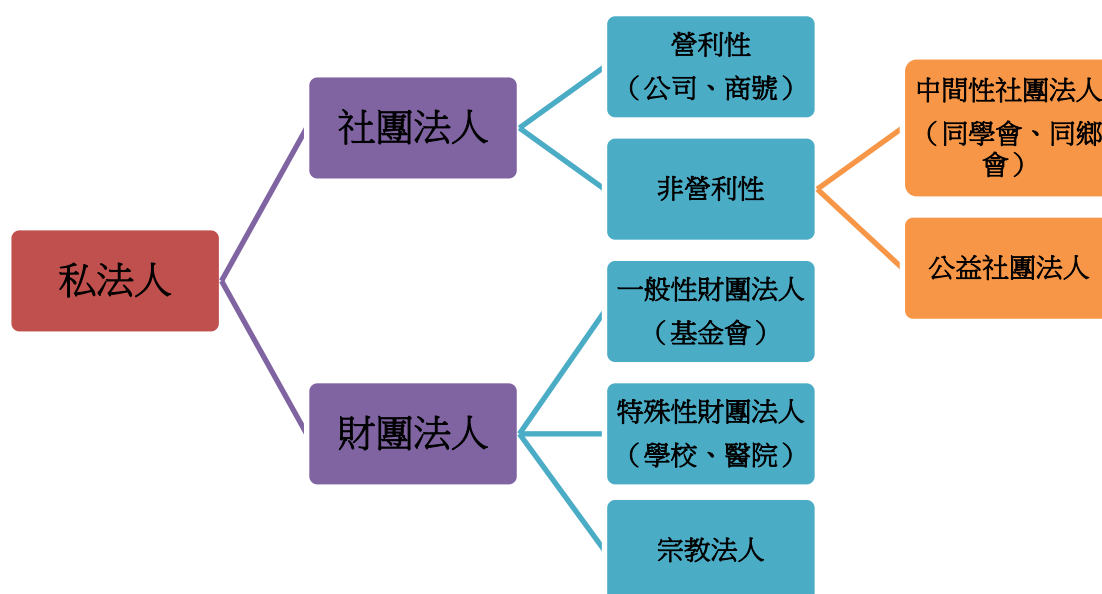 私法人
社團法人
營利性
（公司、商號）
非營利性
中間性社團法人
（同學會、同鄉
會）
公益社團法人
財團法人
一般性財團法人
（基金會）
特殊性財團法人
（學校、醫院）
宗教法人